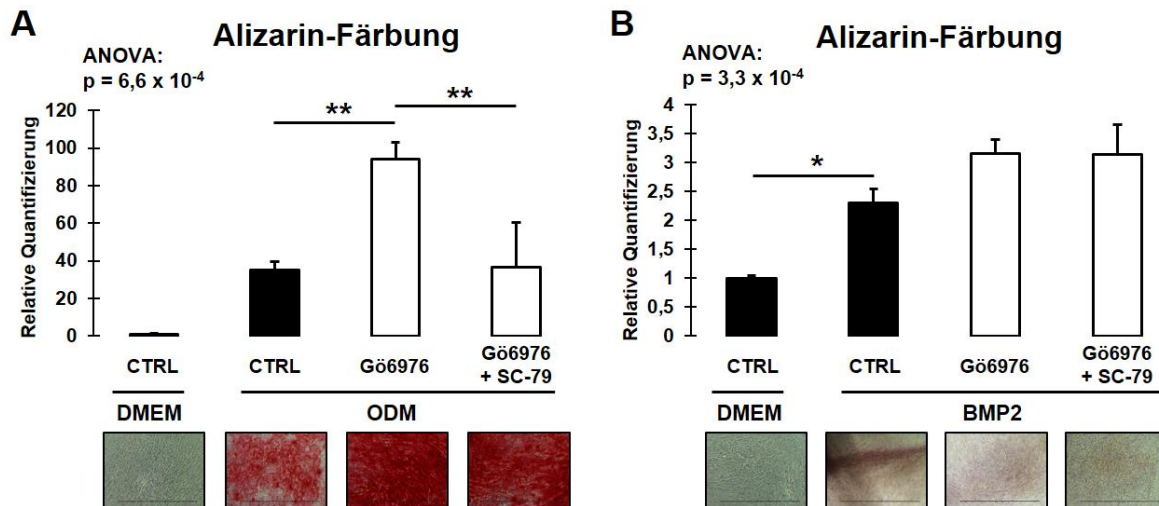 A
Alizarin-Färbung
ANOVA:
p = 6,6 x 10-4
**
**
Relative Quantifizierung
120
100
80
60
40
20
0
CTRL
CTRL
Gö6976
Gö6976
+ SC-79
DMEM
ODM
B
Alizarin-Färbung
ANOVA:
p = 3,3 x 10-4
*
Relative Quantifizierung
4
3,5
3
2,5
2
1,5
1
0,5
0
CTRL
CTRL
Gö6976
Gö6976
+ SC-79
DMEM
BMP2